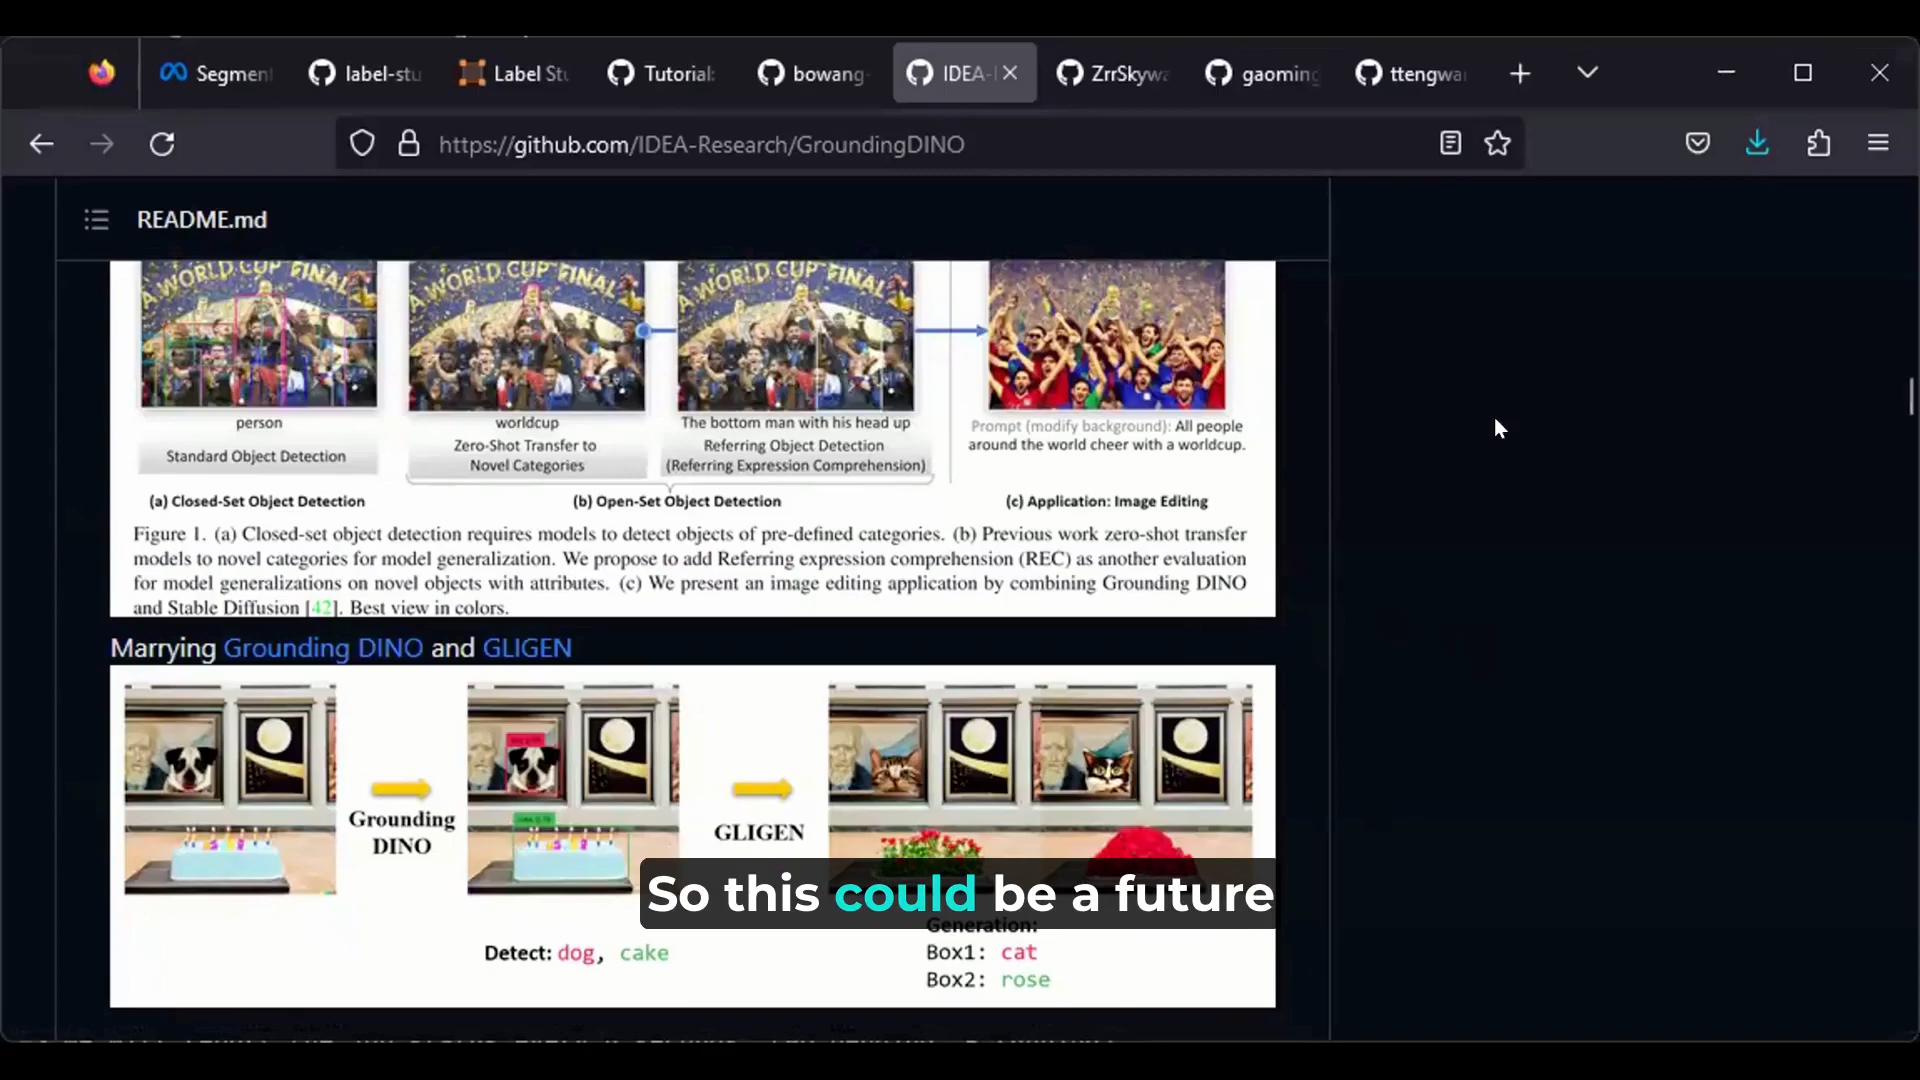 Segment
label-stu
Label Stu
Tutorial:
bowang-
IDEA-
ZrrSkywa
gaoming
ttengwa
https://github.com/IDEA-Research/GroundingDINO
README.md
A WORLD CUP FINAL
A WORLD CUP FINAL
A WORLD CUP FINAL
person
worldcup
The bottom man with his head up
Prompt (modify background): All people
around the world cheer with a worldcup.
Standard Object Detection
Zero-Shot Transfer to
Novel Categories
Referring Object Detection
(Referring Expression Comprehension)
(a) Closed-Set Object Detection
(b) Open-Set Object Detection
(c) Application: Image Editing
Figure 1. (a) Closed-set object detection requires models to detect objects of pre-defined categories. (b) Previous work zero-shot transfer
models to novel categories for model generalization. We propose to add Referring expression comprehension (REC) as another evaluation
for model generalizations on novel objects with attributes. (c) We present an image editing application by combining Grounding DINO
and Stable Diffusion [42]. Best view in colors.
Marrying Grounding DINO and GLIGEN
Grounding
DINO
GLIGEN
So this could be a future
Detect: dog, cake
Generation:
Box1: cat
Box2: rose